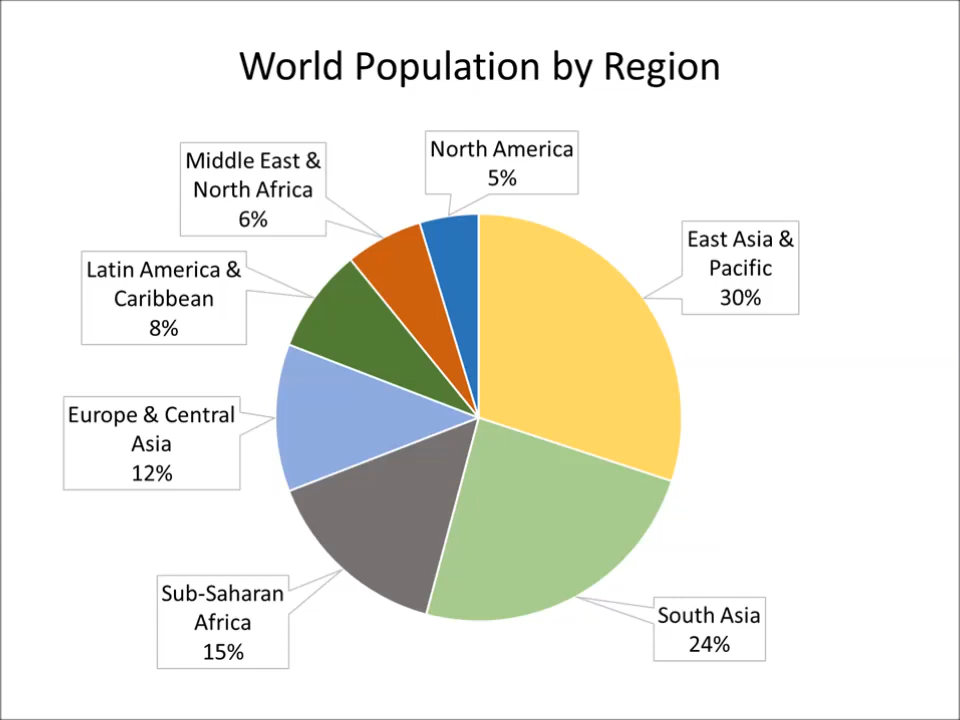 World Population by Region
North America
5%
Middle East &
North Africa
6%
East Asia &
Pacific
30%
Latin America &
Caribbean
8%
Europe & Central
Asia
12%
Sub-Saharan
Africa
15%
South Asia
24%